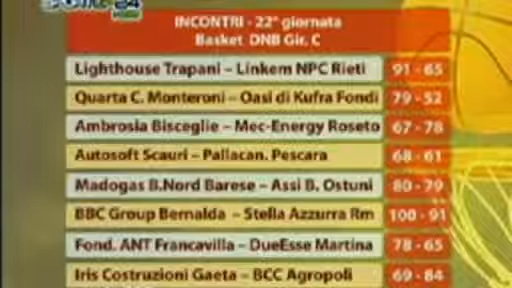 24
INCONTRI - 22ª giornata
Basket DNB Gir. C
Lighthouse Trapani – Linkem NPC Rieti 91 - 65
Quarta C. Monteroni – Oasi di Kufra Fondi 79 - 52
Ambrosia Bisceglie – Mec-Energy Roseto 67 - 78
Autosoft Scauri – Pallacan. Pescara 68 - 61
Madogas B.Nord Barese – Assi B. Ostuni 80 - 79
BBC Group Bernalda – Stella Azzurra Rm 100 - 91
Fond. ANT Francavilla – DueEsse Martina 78 - 65
Iris Costruzioni Gaeta – BCC Agropoli 69 - 84